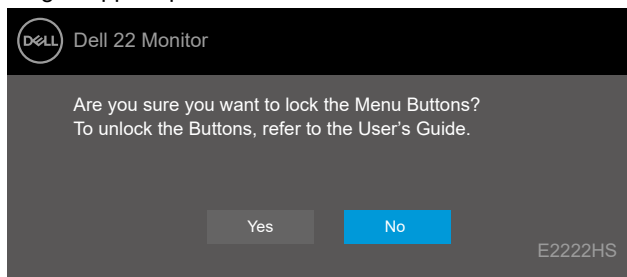 DELL Dell 22 Monitor
Are you sure you want to lock the Menu Buttons?
To unlock the Buttons, refer to the User's Guide.
Yes No
E2222HS